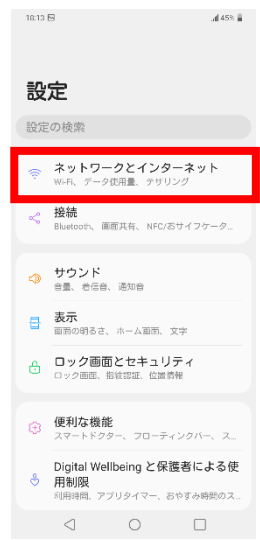 18:13
45%
設定
設定の検索
ネットワークとインターネット
Wi-Fi、 データ使用量、 テザリング
接続
Bluetooth、 画面共有、 NFC/おサイフケータ...
サウンド
音量、 着信音、 通知音
表示
画面の明るさ、 ホーム画面、 文字
ロック画面とセキュリティ
ロック画面、指紋認証、位置情報
便利な機能
スマートドクター、 フローティングバー、 ス...
Digital Wellbeing と保護者による使
用制限
利用時間、アプリタイマー、おやすみ時間のス...